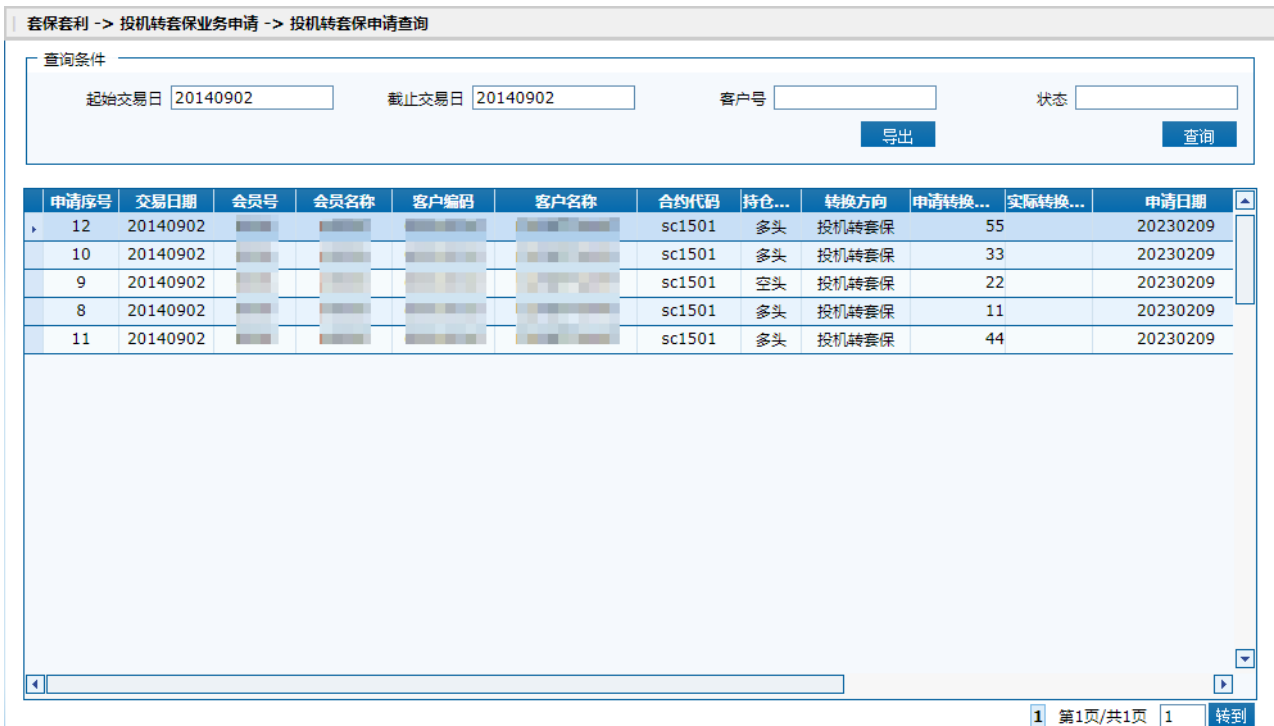 套保套利 -> 投机转套保业务申请 -> 投机转套保申请查询
查询条件
起始交易日 20140902 截止交易日 20140902 客户号 状态
导出 查询
申请序号 交易日期 会员号 会员名称 客户编码 客户名称 合约代码 持仓... 转换方向 申请转换... 实际转换... 申请日期
12 20140902 sc1501 多头 投机转套保 55 20230209
10 20140902 sc1501 多头 投机转套保 33 20230209
9 20140902 sc1501 空头 投机转套保 22 20230209
8 20140902 sc1501 多头 投机转套保 11 20230209
11 20140902 sc1501 多头 投机转套保 44 20230209
1 第1页/共1页 1 转到